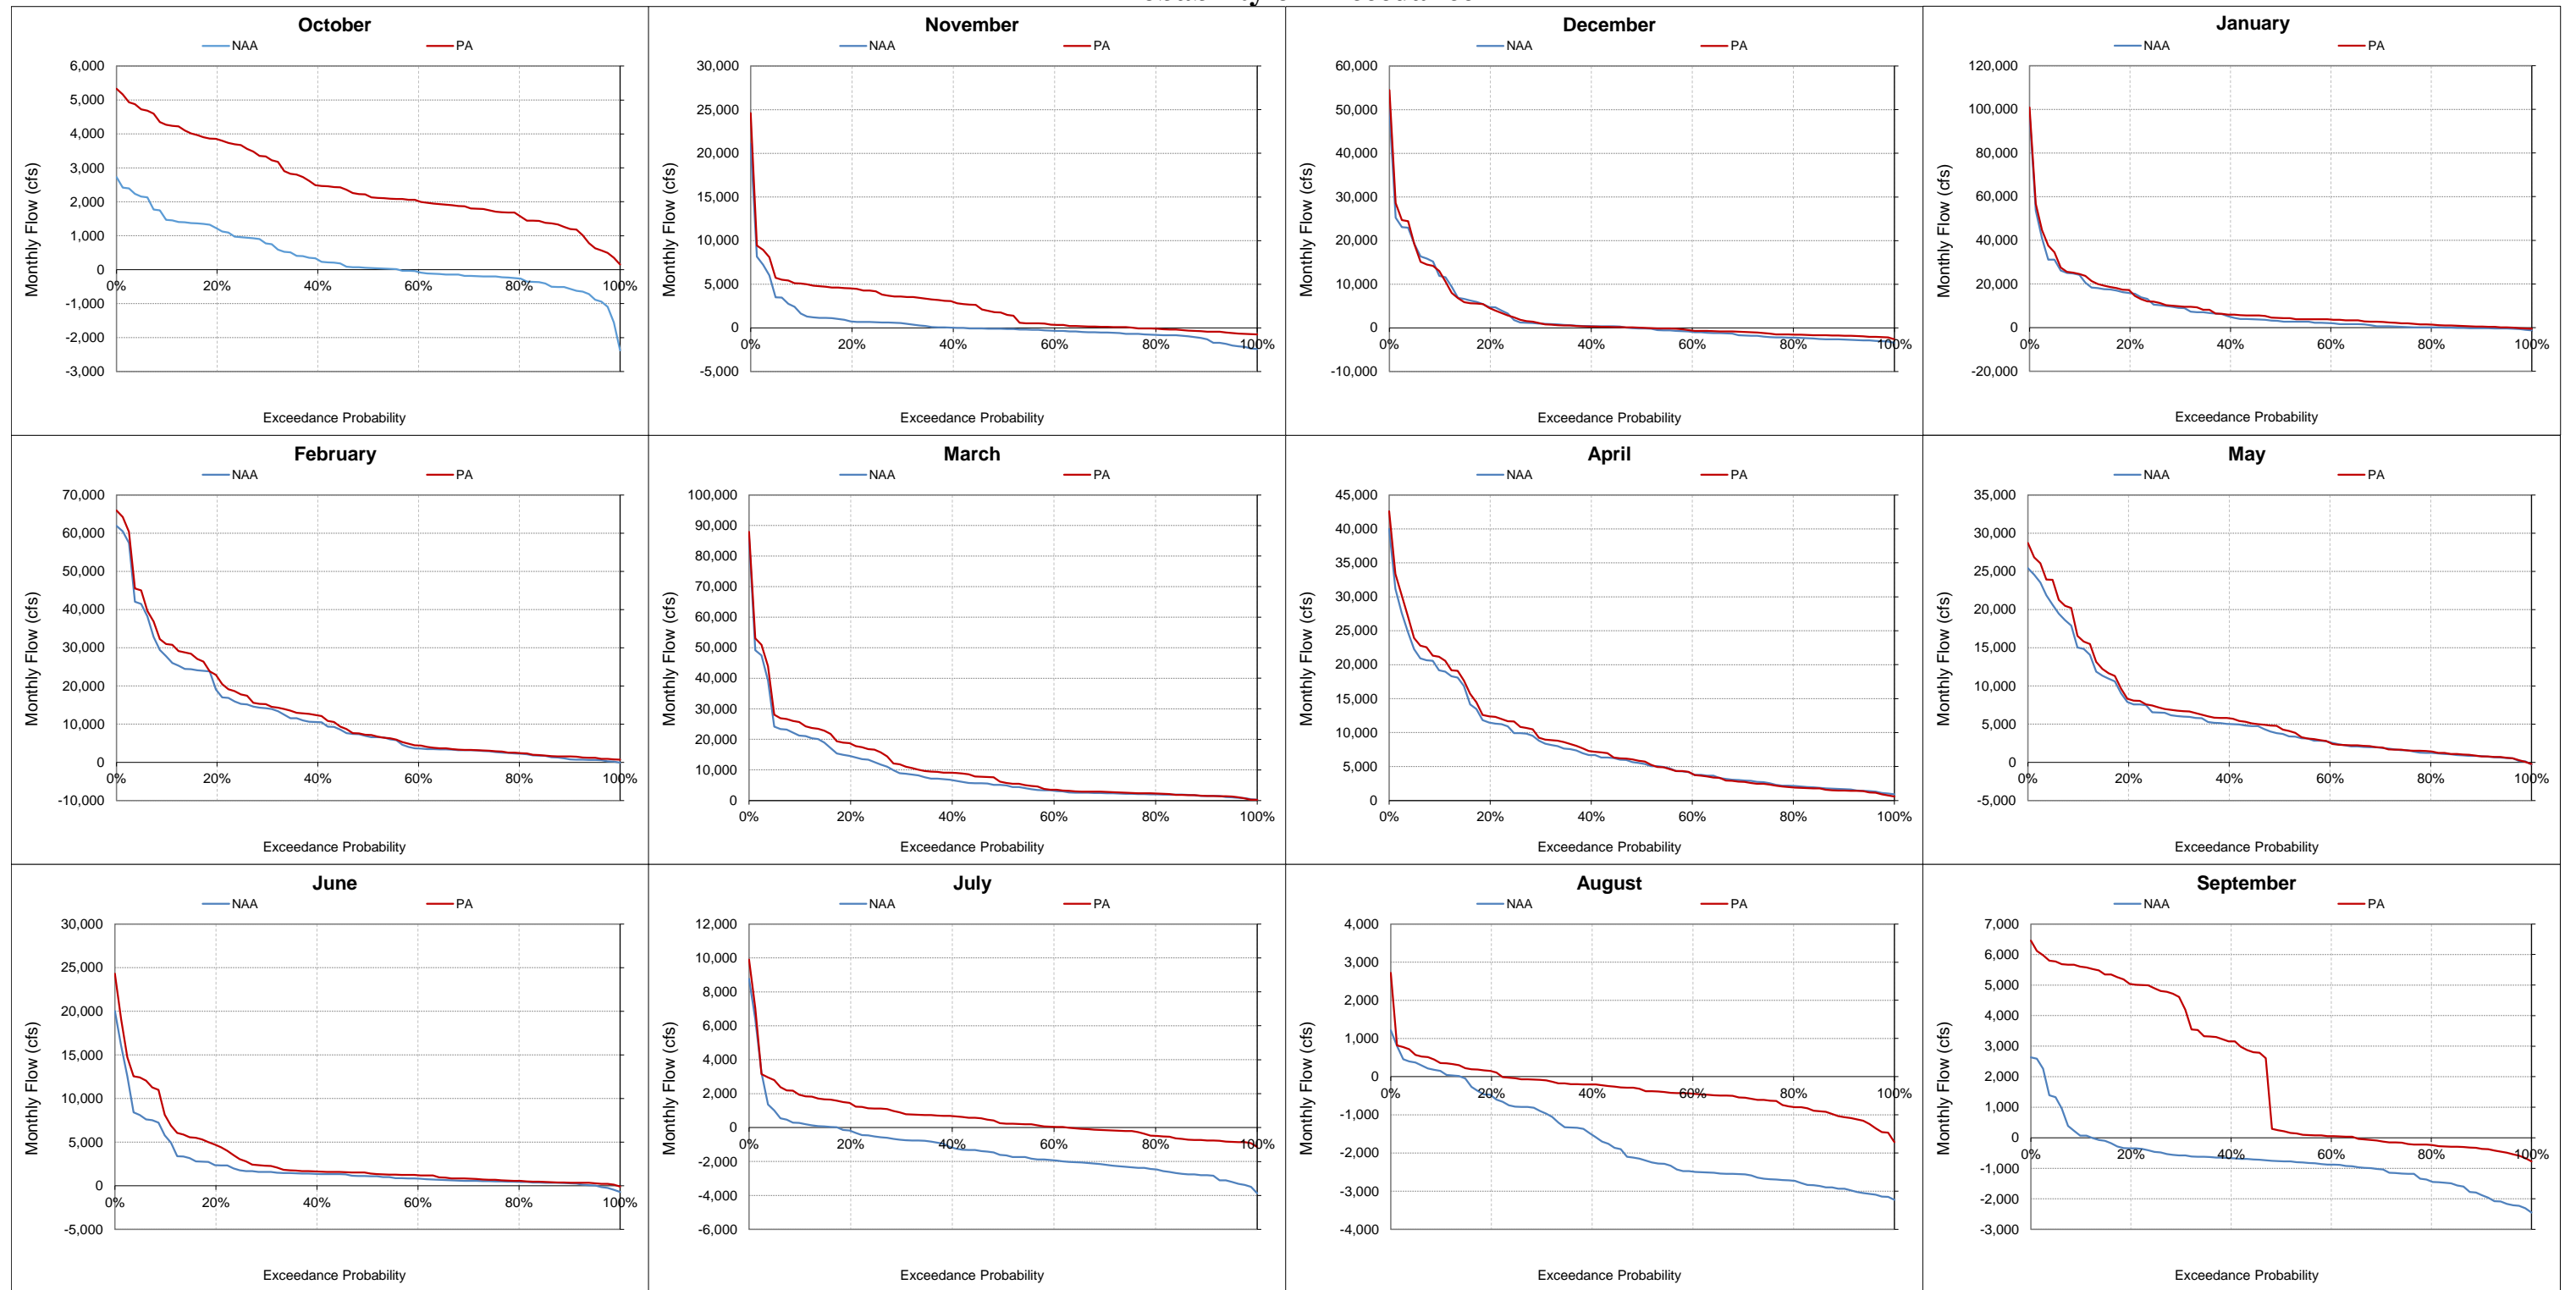 October
NAA PA
6,000
5,000
4,000
3,000
2,000
1,000
0
-1,000
-2,000
-3,000
0% 20% 40% 60% 80% 100%
Monthly Flow (cfs)
Exceedance Probability
November
NAA PA
30,000
25,000
20,000
15,000
10,000
5,000
0
-5,000
0% 20% 40% 60% 80% 100%
Monthly Flow (cfs)
Exceedance Probability
December
NAA PA
60,000
50,000
40,000
30,000
20,000
10,000
0
-10,000
0% 20% 40% 60% 80% 100%
Monthly Flow (cfs)
Exceedance Probability
January
NAA PA
120,000
100,000
80,000
60,000
40,000
20,000
0
-20,000
0% 20% 40% 60% 80% 100%
Monthly Flow (cfs)
Exceedance Probability
February
NAA PA
70,000
60,000
50,000
40,000
30,000
20,000
10,000
0
-10,000
0% 20% 40% 60% 80% 100%
Monthly Flow (cfs)
Exceedance Probability
March
NAA PA
100,000
90,000
80,000
70,000
60,000
50,000
40,000
30,000
20,000
10,000
0
0% 20% 40% 60% 80% 100%
Monthly Flow (cfs)
Exceedance Probability
April
NAA PA
45,000
40,000
35,000
30,000
25,000
20,000
15,000
10,000
5,000
0
0% 20% 40% 60% 80% 100%
Monthly Flow (cfs)
Exceedance Probability
May
NAA PA
35,000
30,000
25,000
20,000
15,000
10,000
5,000
0
-5,000
0% 20% 40% 60% 80% 100%
Monthly Flow (cfs)
Exceedance Probability
June
NAA PA
30,000
25,000
20,000
15,000
10,000
5,000
0
-5,000
0% 20% 40% 60% 80% 100%
Monthly Flow (cfs)
Exceedance Probability
July
NAA PA
12,000
10,000
8,000
6,000
4,000
2,000
0
-2,000
-4,000
-6,000
0% 20% 40% 60% 80% 100%
Monthly Flow (cfs)
Exceedance Probability
August
NAA PA
4,000
3,000
2,000
1,000
0
-1,000
-2,000
-3,000
-4,000
0% 20% 40% 60% 80% 100%
Monthly Flow (cfs)
Exceedance Probability
September
NAA PA
7,000
6,000
5,000
4,000
3,000
2,000
1,000
0
-1,000
-2,000
-3,000
0% 20% 40% 60% 80% 100%
Monthly Flow (cfs)
Exceedance Probability